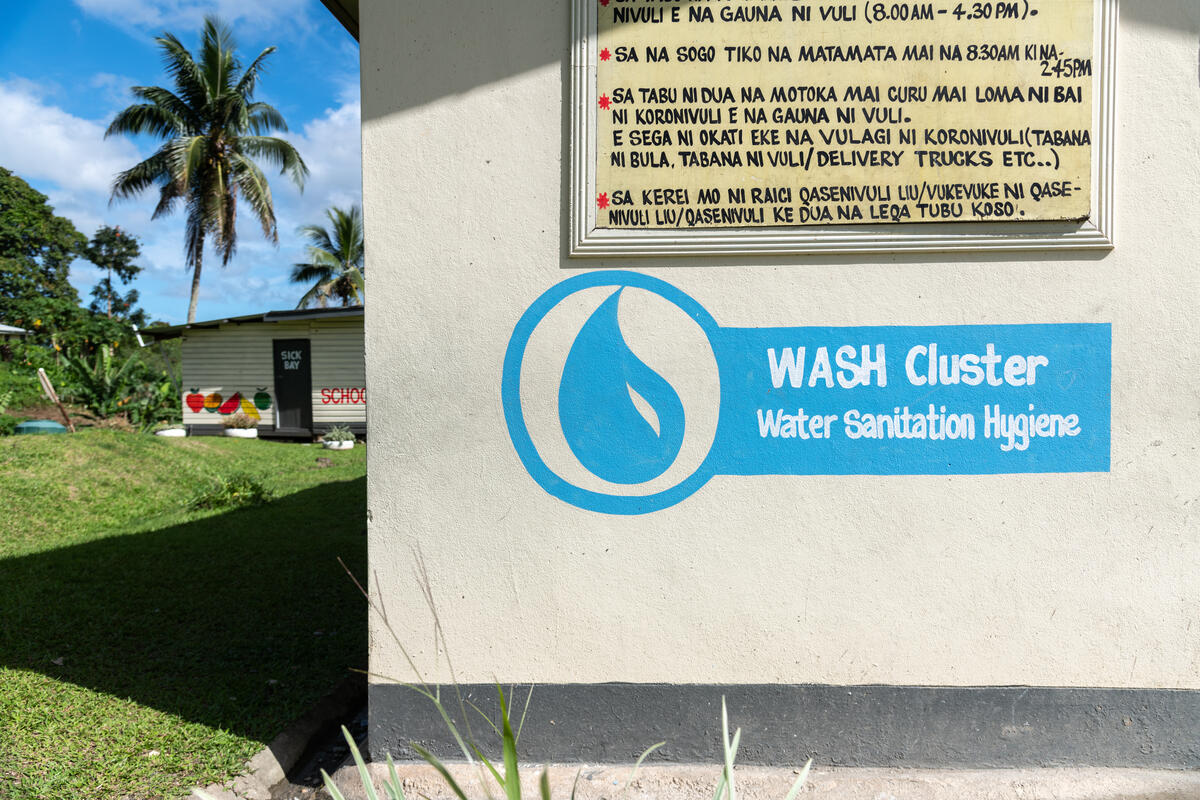 NIVULI E NA GAUNA NI VULI (8.00AM - 4.30PM).
SA NA SOGO TIKO NA MATAMATA MAI NA 8.30AM KI NA-
2.45PM
SA TABU NI DUA NA MOTOKA MAI CURU MAI LOMA NI BAI
NI KORONIVULI E NA GAUNA NI VULI.
E SEGA NI OKATI EKE NA VULAGI NI KORONIVULI (TABANA
NI BULA, TABANA NI VULI/DELIVERY TRUCKS ETC..)
SA KEREI MO NI RAICI QASENIVULI LIU/VUKEVUKE NI QASE-
NIVULI LIU/QASENIVULI KE DUA NA LEQA TUBU KOSO.
WASH Cluster
Water Sanitation Hygiene
SICK
BAY
SCHOO